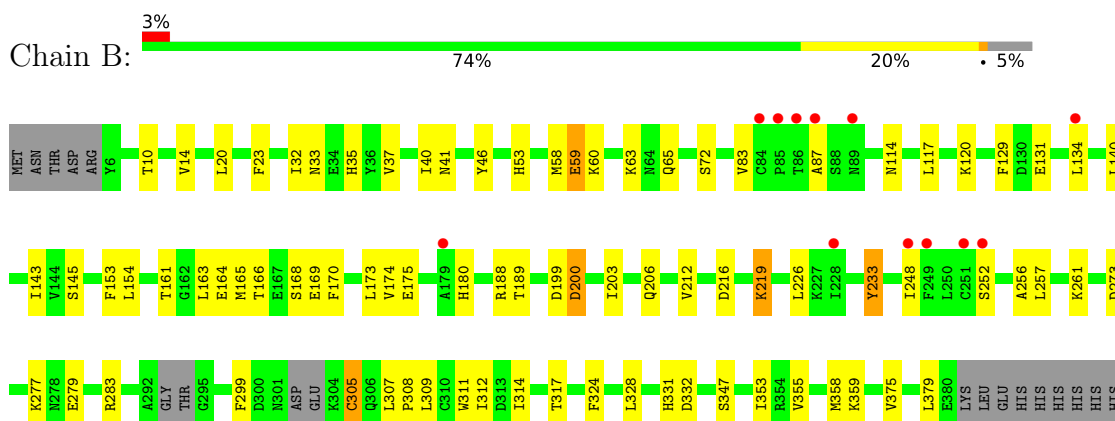 3%
Chain B:
74% 20% • 5%
MET ASN THR ASP ARG Y6 T10 V14 L20 F23 I32 N33 E34 H35 Y36 V37 I40 N41 Y46 H53 M58 E59 K60 K63 N64 Q65 S72 V83 C84 P85 T86 A87 S88 N89 N114 L117 K120 F129 D130 E131 L134 L140
I143 V144 S145 F153 L154 T161 G162 L163 E164 M165 T166 E167 S168 E169 F170 L173 V174 E175 A179 H180 R188 T189 D199 D200 I203 Q206 V212 D216 K219 L226 K227 I228 Y233 I248 F249 L250 C251 S252 A256 L257 K261 D273
K277 N278 E279 R283 A292 GLY THR G295 F299 D300 N301 ASP GLU K304 C305 Q306 L307 P308 L309 C310 W311 I312 D313 I314 T317 F324 L328 H331 D332 S347 I353 R354 V355 M358 K359 V375 L379 E380 LYS LEU GLU HIS HIS HIS HIS HIS HIS